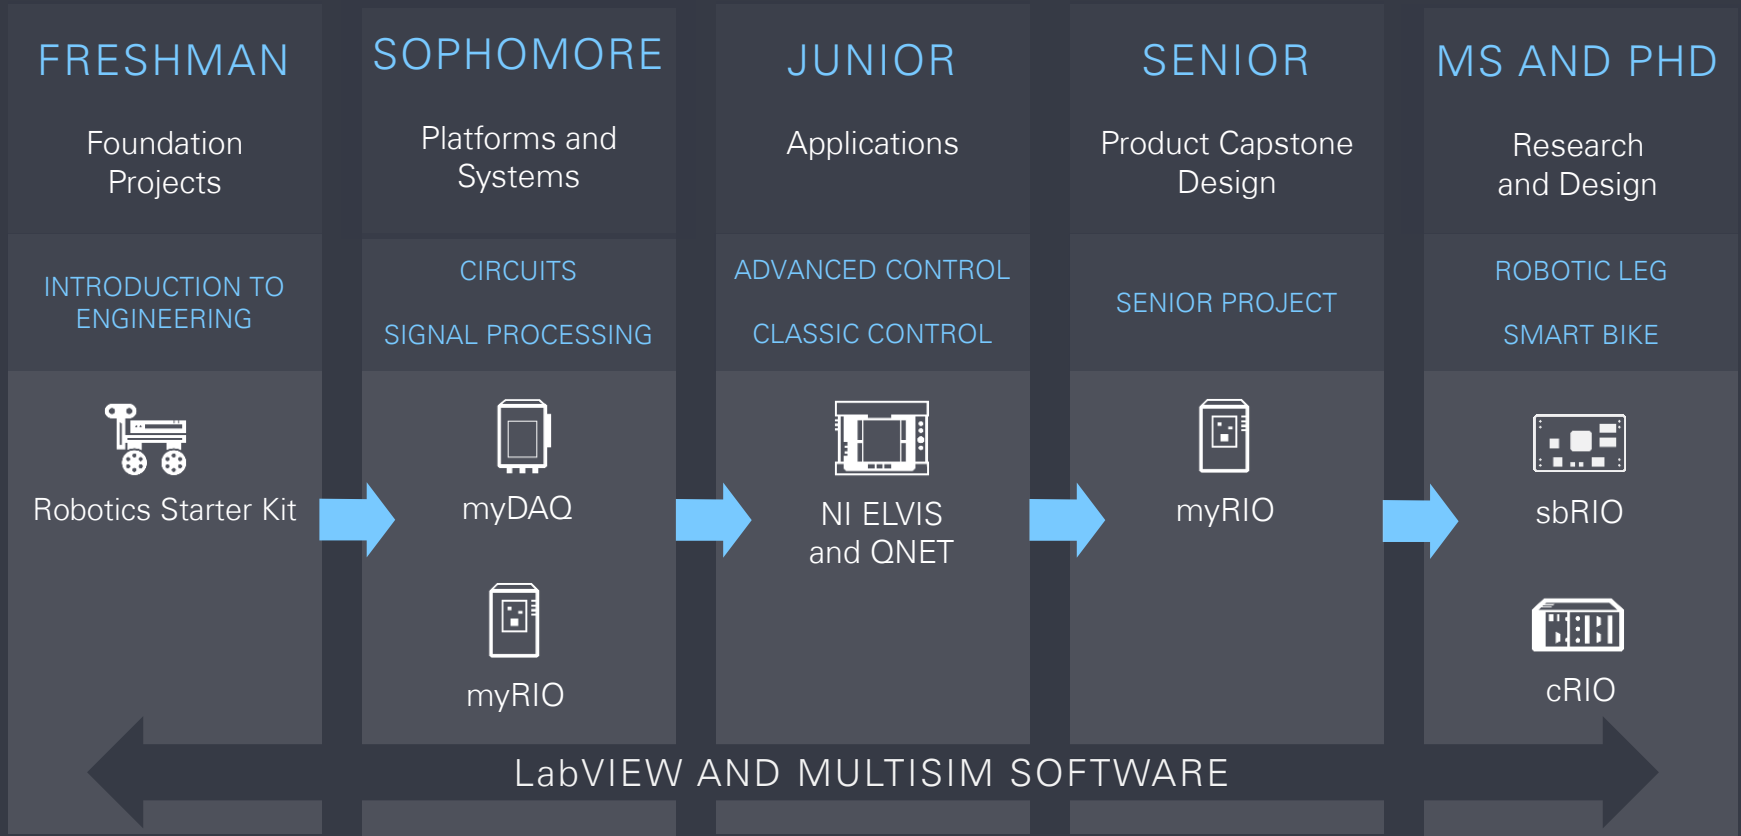 FRESHMAN
Foundation
Projects
INTRODUCTION TO
ENGINEERING
Robotics Starter Kit
SOPHOMORE
Platforms and
Systems
CIRCUITS
SIGNAL PROCESSING
myDAQ
myRIO
JUNIOR
Applications
ADVANCED CONTROL
CLASSIC CONTROL
NI ELVIS
and QNET
SENIOR
Product Capstone
Design
SENIOR PROJECT
myRIO
MS AND PHD
Research
and Design
ROBOTIC LEG
SMART BIKE
sbRIO
cRIO
LabVIEW AND MULTISIM SOFTWARE